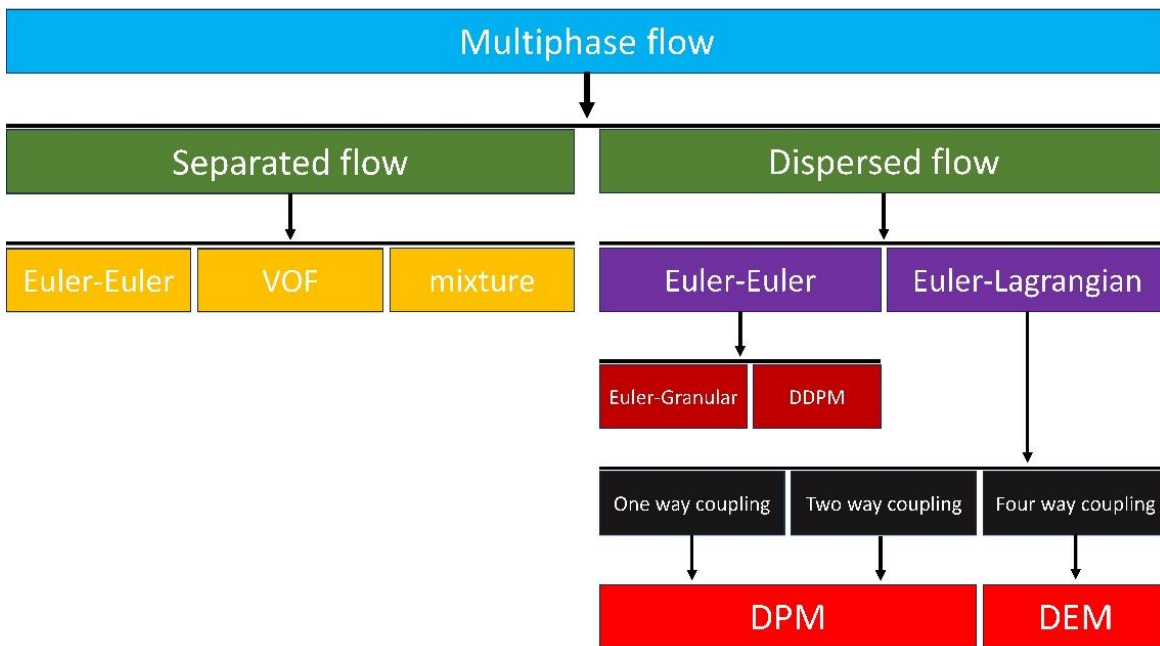 Multiphase flow
Separated flow
Dispersed flow
Euler-Euler
VOF
mixture
Euler-Euler
Euler-Lagrangian
Euler-Granular
DDPM
One way coupling
Two way coupling
Four way coupling
DPM
DEM